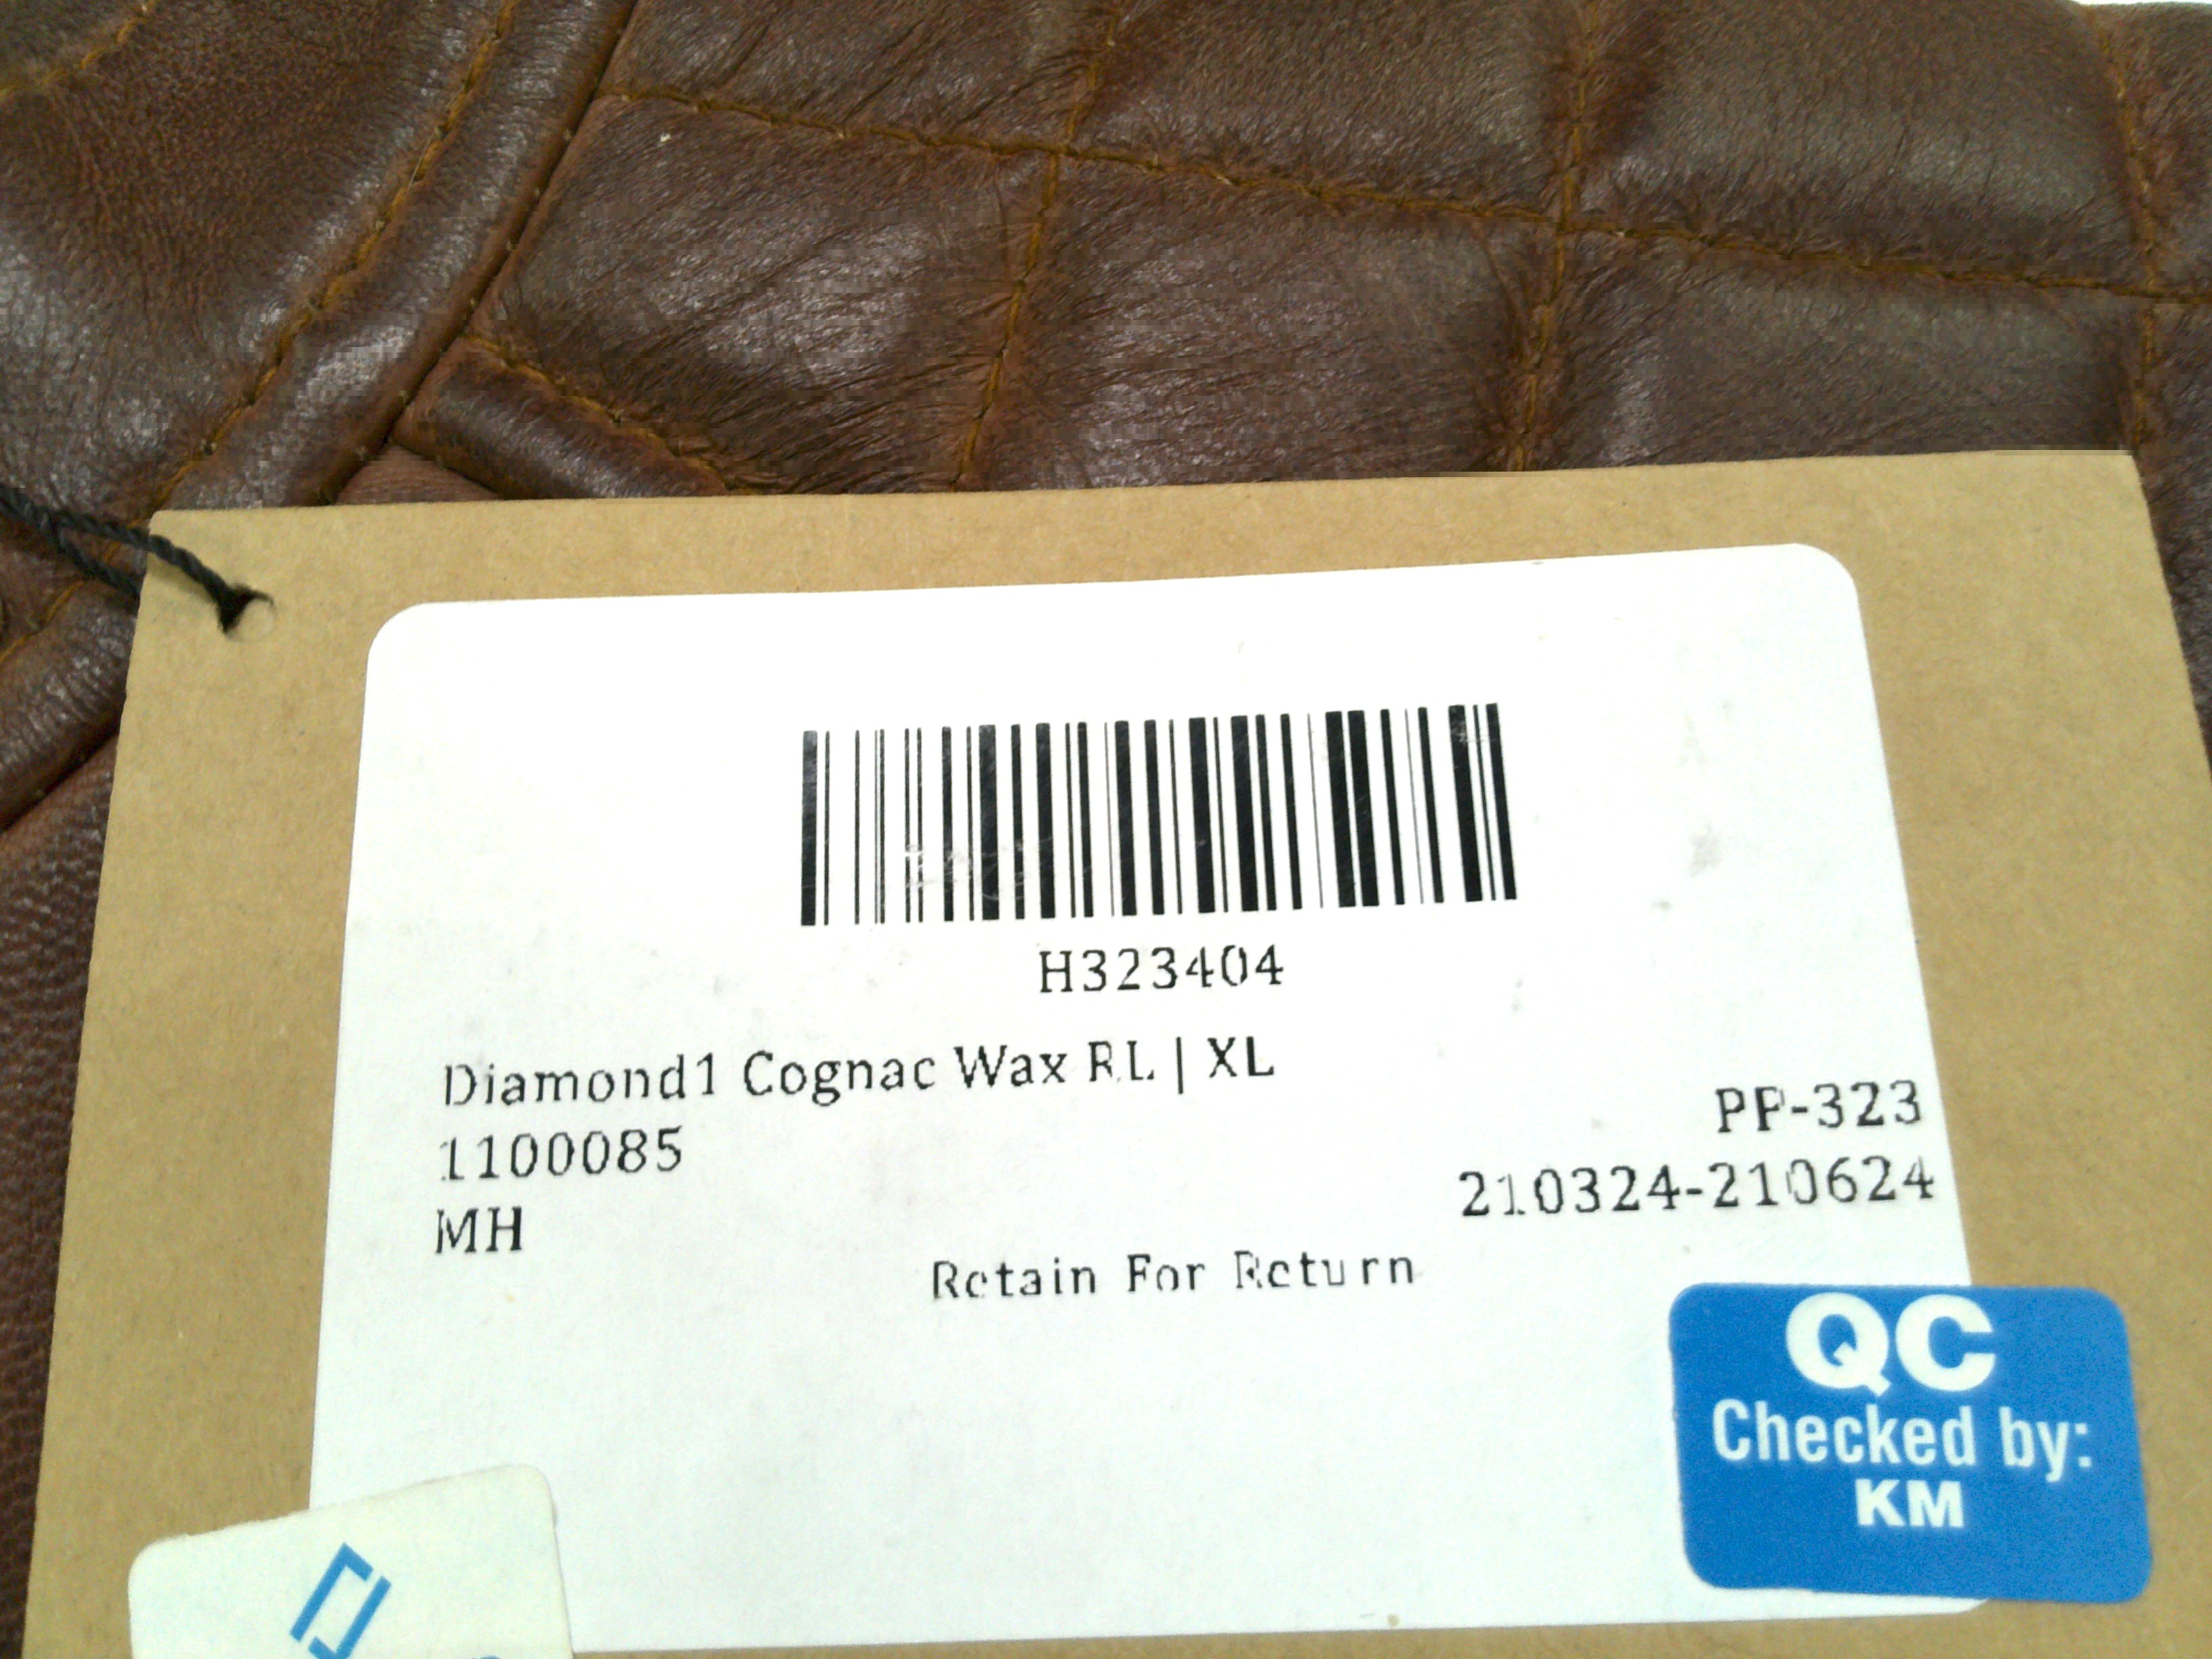 H323404
Diamond1 Cognac Wax RL | XL
1100085
PP-323
210324-210624
MH
Retain For Return
QC
Checked by:
KM